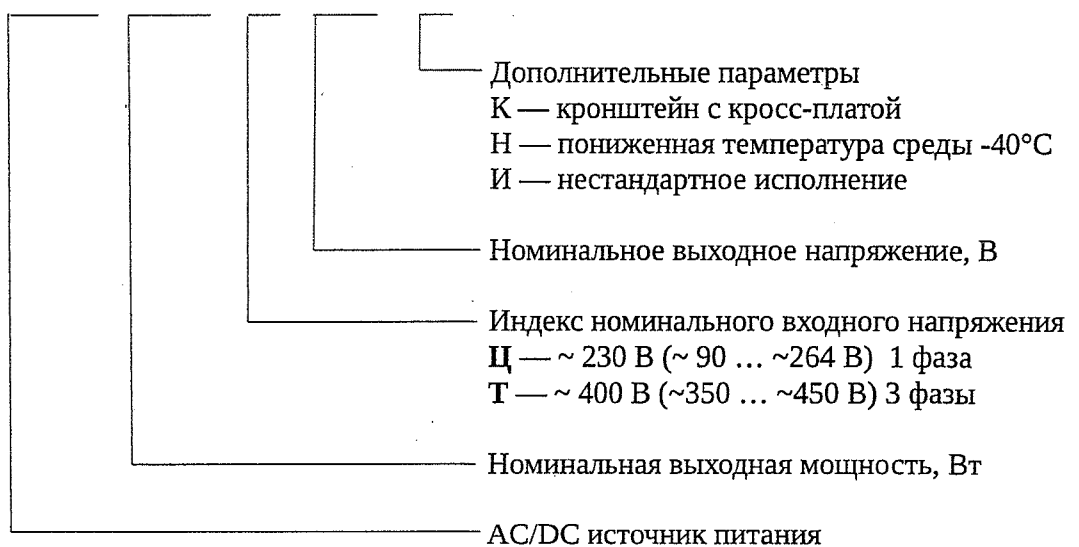 Дополнительные параметры
К — кронштейн с кросс-платой
Н — пониженная температура среды -40°С
И — нестандартное исполнение
Номинальное выходное напряжение, В
Индекс номинального входного напряжения
Ц — ~ 230 В (~ 90 … ~264 В) 1 фаза
Т — ~ 400 В (~350 … ~450 В) 3 фазы
Номинальная выходная мощность, Вт
AC/DC источник питания